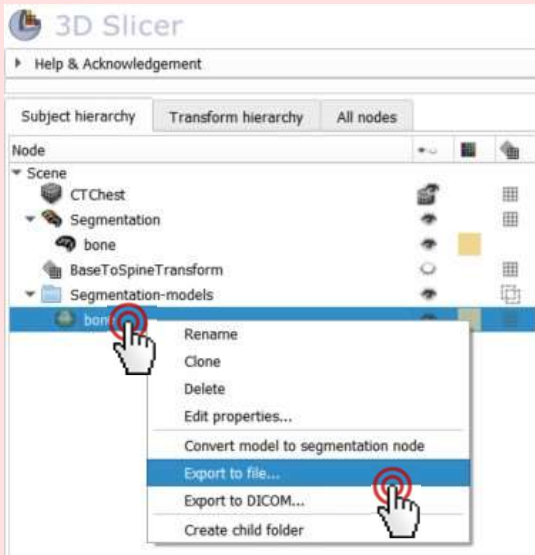 3D Slicer
Help & Acknowledgement
Subject hierarchy Transform hierarchy All nodes
Node
Scene
CTChest
Segmentation
bone
BaseToSpineTransform
Segmentation-models
bone
Rename
Clone
Delete
Edit properties...
Convert model to segmentation node
Export to file...
Export to DICOM...
Create child folder